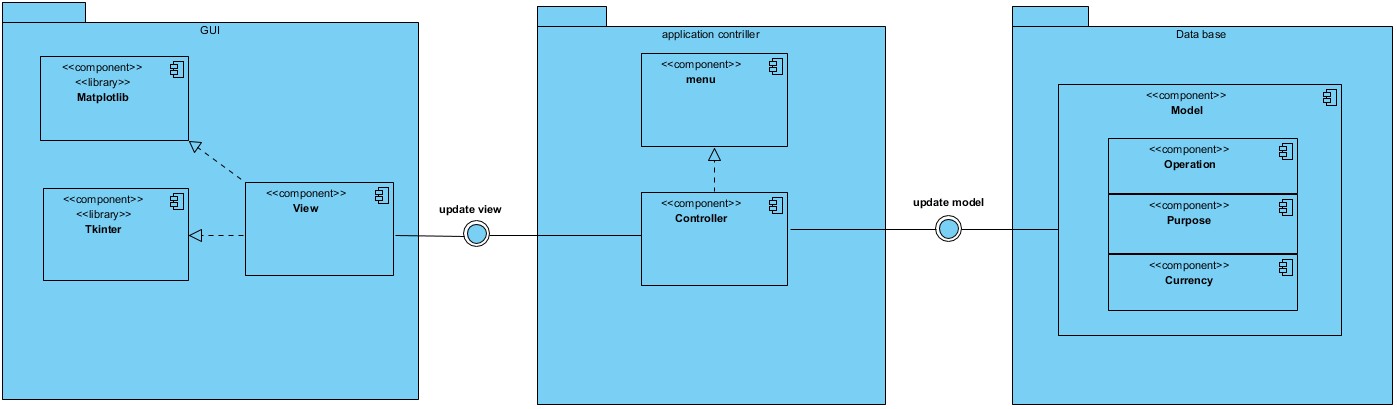 GUI
<<component>>
<<library>>
Matplotlib
<<component>>
<<library>>
Tkinter
<<component>>
View
update view
application contriller
<<component>>
menu
<<component>>
Controller
update model
Data base
<<component>>
Model
<<component>>
Operation
<<component>>
Purpose
<<component>>
Currency